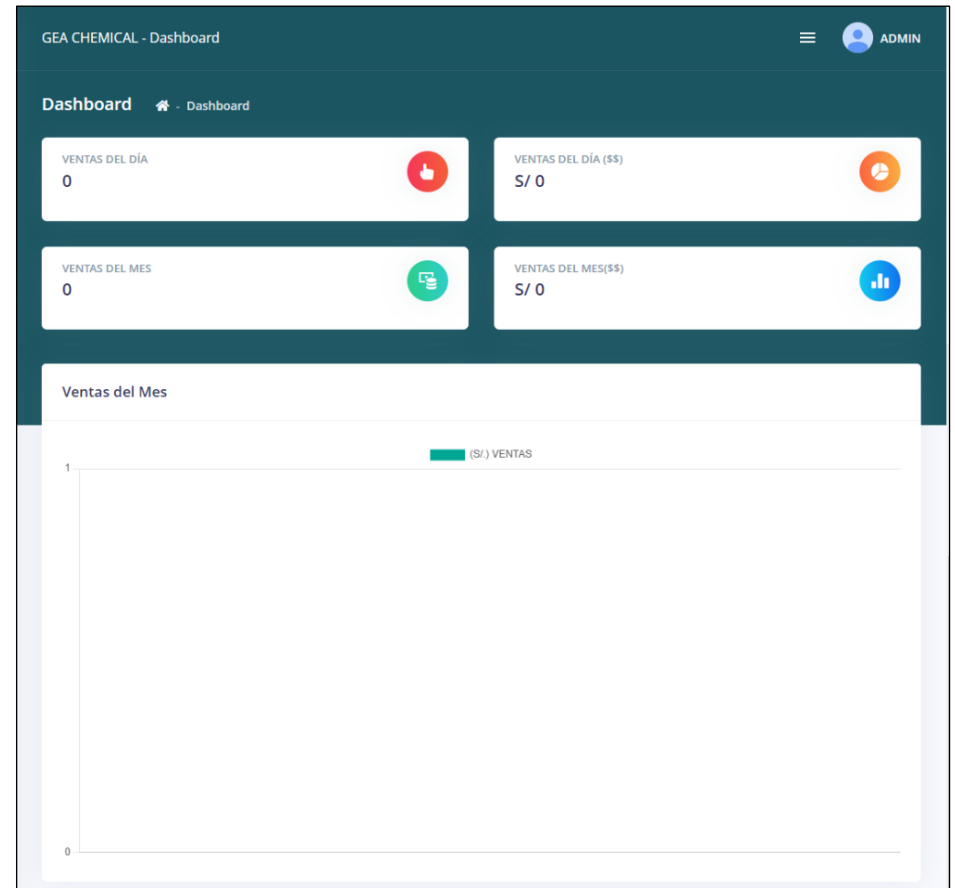 GEA CHEMICAL - Dashboard
ADMIN
Dashboard - Dashboard
VENTAS DEL DÍA
0
VENTAS DEL DÍA ($$)
S/ 0
VENTAS DEL MES
0
VENTAS DEL MES($$)
S/ 0
Ventas del Mes
(S/.) VENTAS
1
0